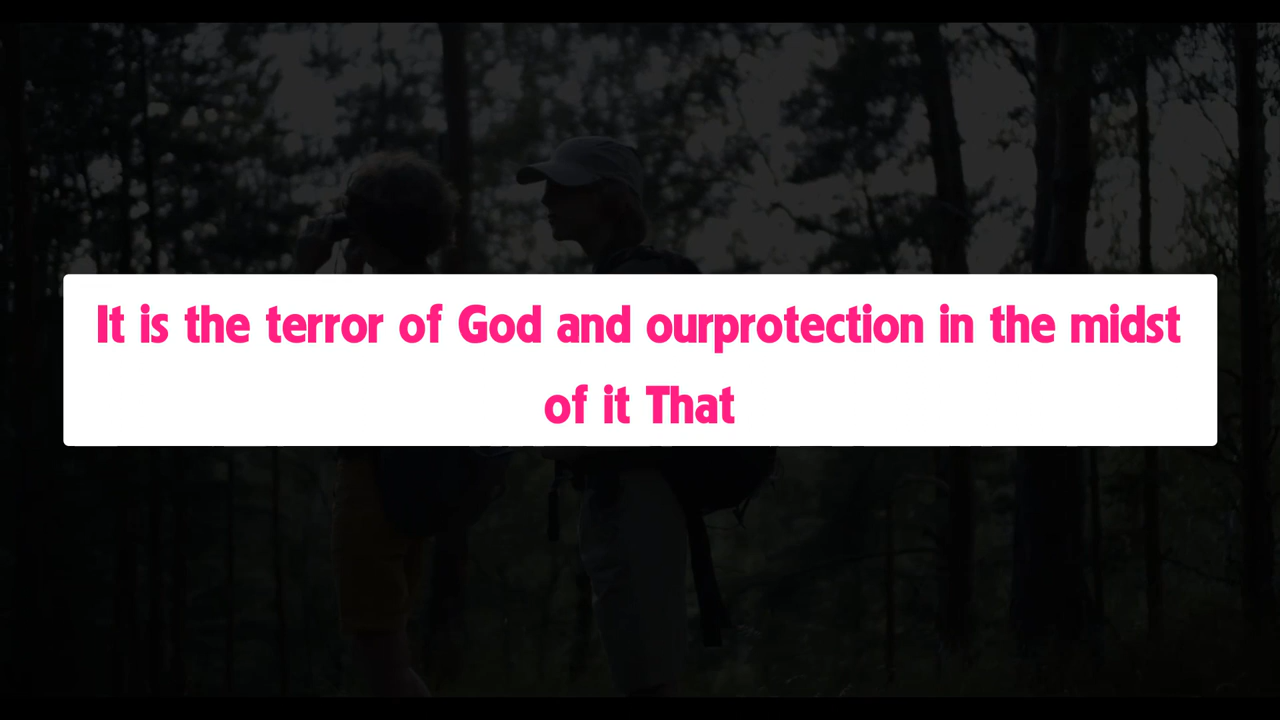 It is the terror of God and ourprotection in the midst
of it That